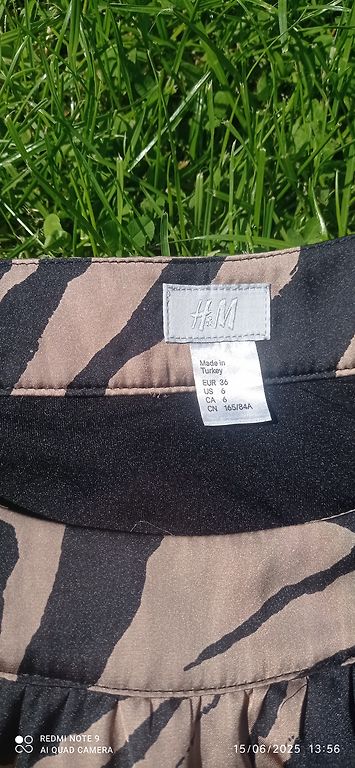 H&M
Made in
Turkey
EUR 36
US 6
CA 6
CN 165/84A
REDMI NOTE 9
AI QUAD CAMERA
15/06/2025 13:56